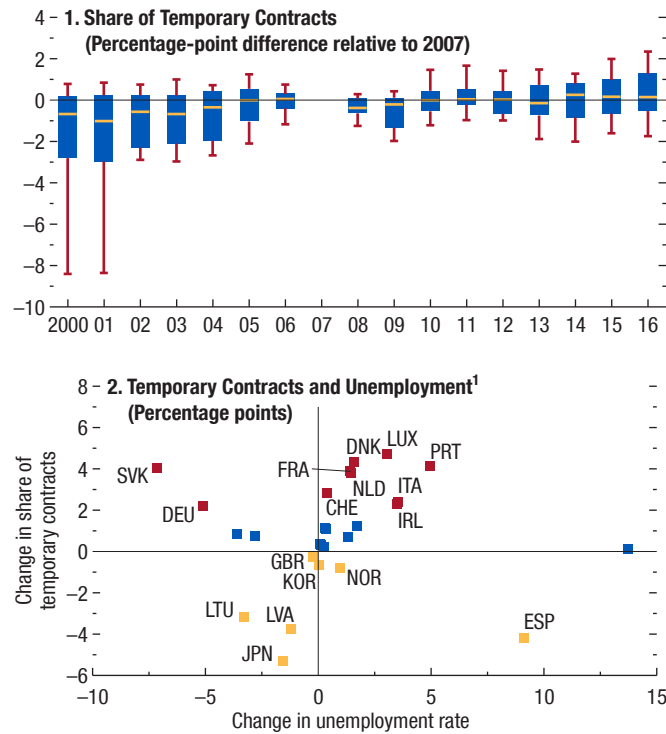 1. Share of Temporary Contracts
(Percentage-point difference relative to 2007)
4
2
0
−2
−4
−6
−8
−10
2000 01 02 03 04 05 06 07 08 09 10 11 12 13 14 15 16
2. Temporary Contracts and Unemployment¹
(Percentage points)
Change in share of
temporary contracts
8
6
4
2
0
−2
−4
−6
DNK
LUX
PRT
FRA
SVK
NLD
ITA
DEU
CHE
IRL
GBR
KOR
NOR
LTU
LVA
ESP
JPN
−10 −5 0 5 10 15
Change in unemployment rate